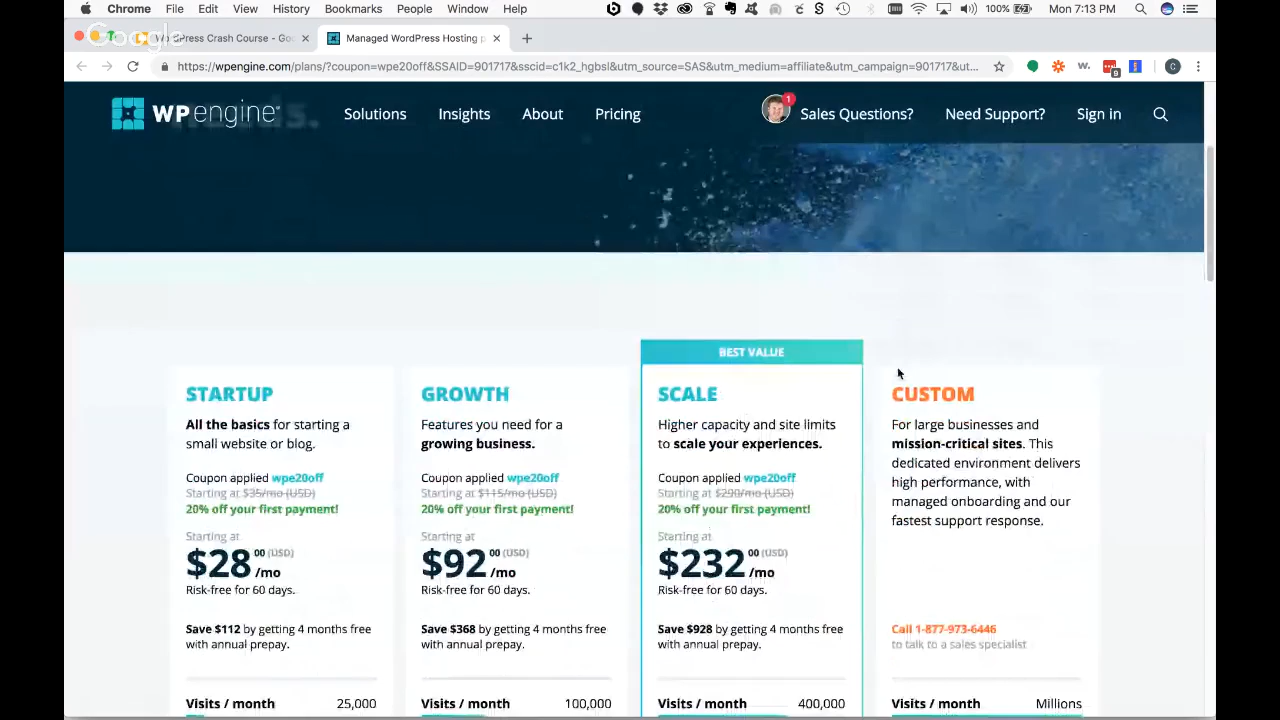 Chrome File Edit View History Bookmarks People Window Help 100% Mon 7:13 PM
Google
WordPress Crash Course - Goo
Managed WordPress Hosting p
https://wpengine.com/plans/?coupon=wpe20off&SSAID=901717&sscid=c1k2_hgbsl&utm_source=SAS&utm_medium=affiliate&utm_campaign=901717&ut...
9
C
WP engine
Solutions Insights About Pricing
1
Sales Questions? Need Support? Sign in
BEST VALUE
STARTUP
All the basics for starting a
small website or blog.
Coupon applied wpe20off
Starting at $35/mo (USD)
20% off your first payment!
Starting at
$28 00 (USD)
/mo
Risk-free for 60 days.
Save $112 by getting 4 months free
with annual prepay.
Visits / month 25,000
GROWTH
Features you need for a
growing business.
Coupon applied wpe20off
Starting at $115/mo (USD)
20% off your first payment!
Starting at
$92 00 (USD)
/mo
Risk-free for 60 days.
Save $368 by getting 4 months free
with annual prepay.
Visits / month 100,000
SCALE
Higher capacity and site limits
to scale your experiences.
Coupon applied wpe20off
Starting at $290/mo (USD)
20% off your first payment!
Starting at
$232 00 (USD)
/mo
Risk-free for 60 days.
Save $928 by getting 4 months free
with annual prepay.
Visits / month 400,000
CUSTOM
For large businesses and
mission-critical sites. This
dedicated environment delivers
high performance, with
managed onboarding and our
fastest support response.
Call 1-877-973-6446
to talk to a sales specialist
Visits / month Millions